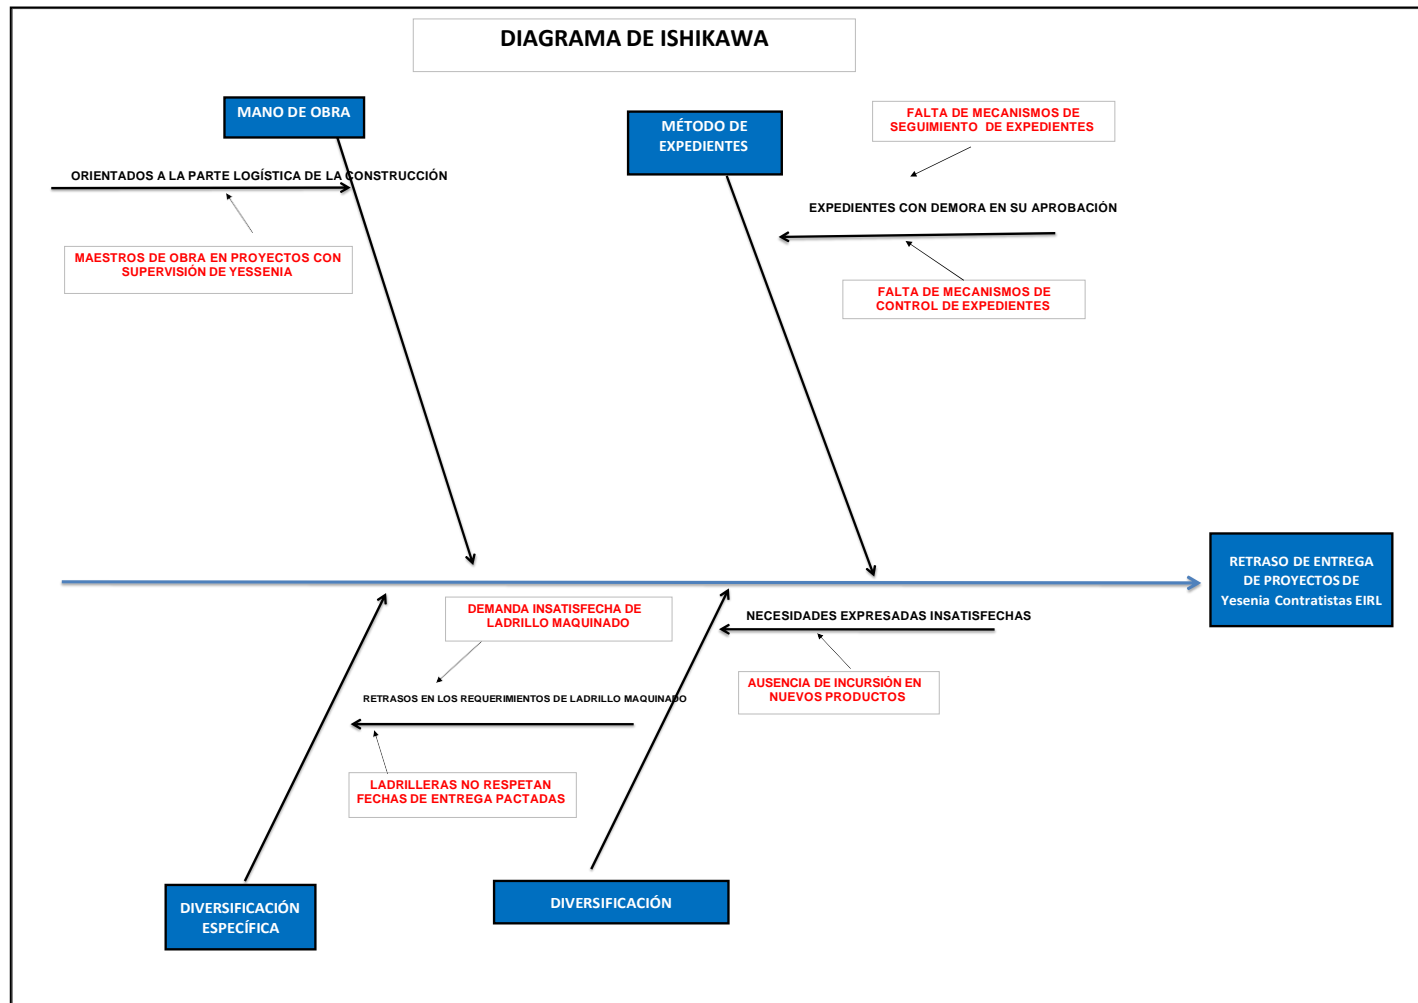 DIAGRAMA DE ISHIKAWA
MANO DE OBRA
MÉTODO DE
EXPEDIENTES
FALTA DE MECANISMOS DE
SEGUIMIENTO DE EXPEDIENTES
ORIENTADOS A LA PARTE LOGÍSTICA DE LA CONSTRUCCIÓN
EXPEDIENTES CON DEMORA EN SU APROBACIÓN
MAESTROS DE OBRA EN PROYECTOS CON
SUPERVISIÓN DE YESSENIA
FALTA DE MECANISMOS DE
CONTROL DE EXPEDIENTES
RETRASO DE ENTREGA
DE PROYECTOS DE
Yesenia Contratistas EIRL
DEMANDA INSATISFECHA DE
LADRILLO MAQUINADO
NECESIDADES EXPRESADAS INSATISFECHAS
RETRASOS EN LOS REQUERIMIENTOS DE LADRILLO MAQUINADO
AUSENCIA DE INCURSIÓN EN
NUEVOS PRODUCTOS
LADRILLERAS NO RESPETAN
FECHAS DE ENTREGA PACTADAS
DIVERSIFICACIÓN
ESPECÍFICA
DIVERSIFICACIÓN